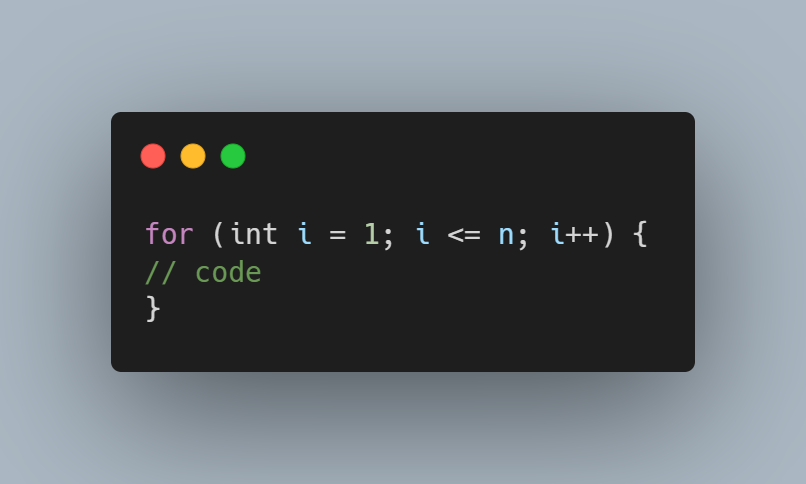 for (int i = 1; i <= n; i++) {
// code
}